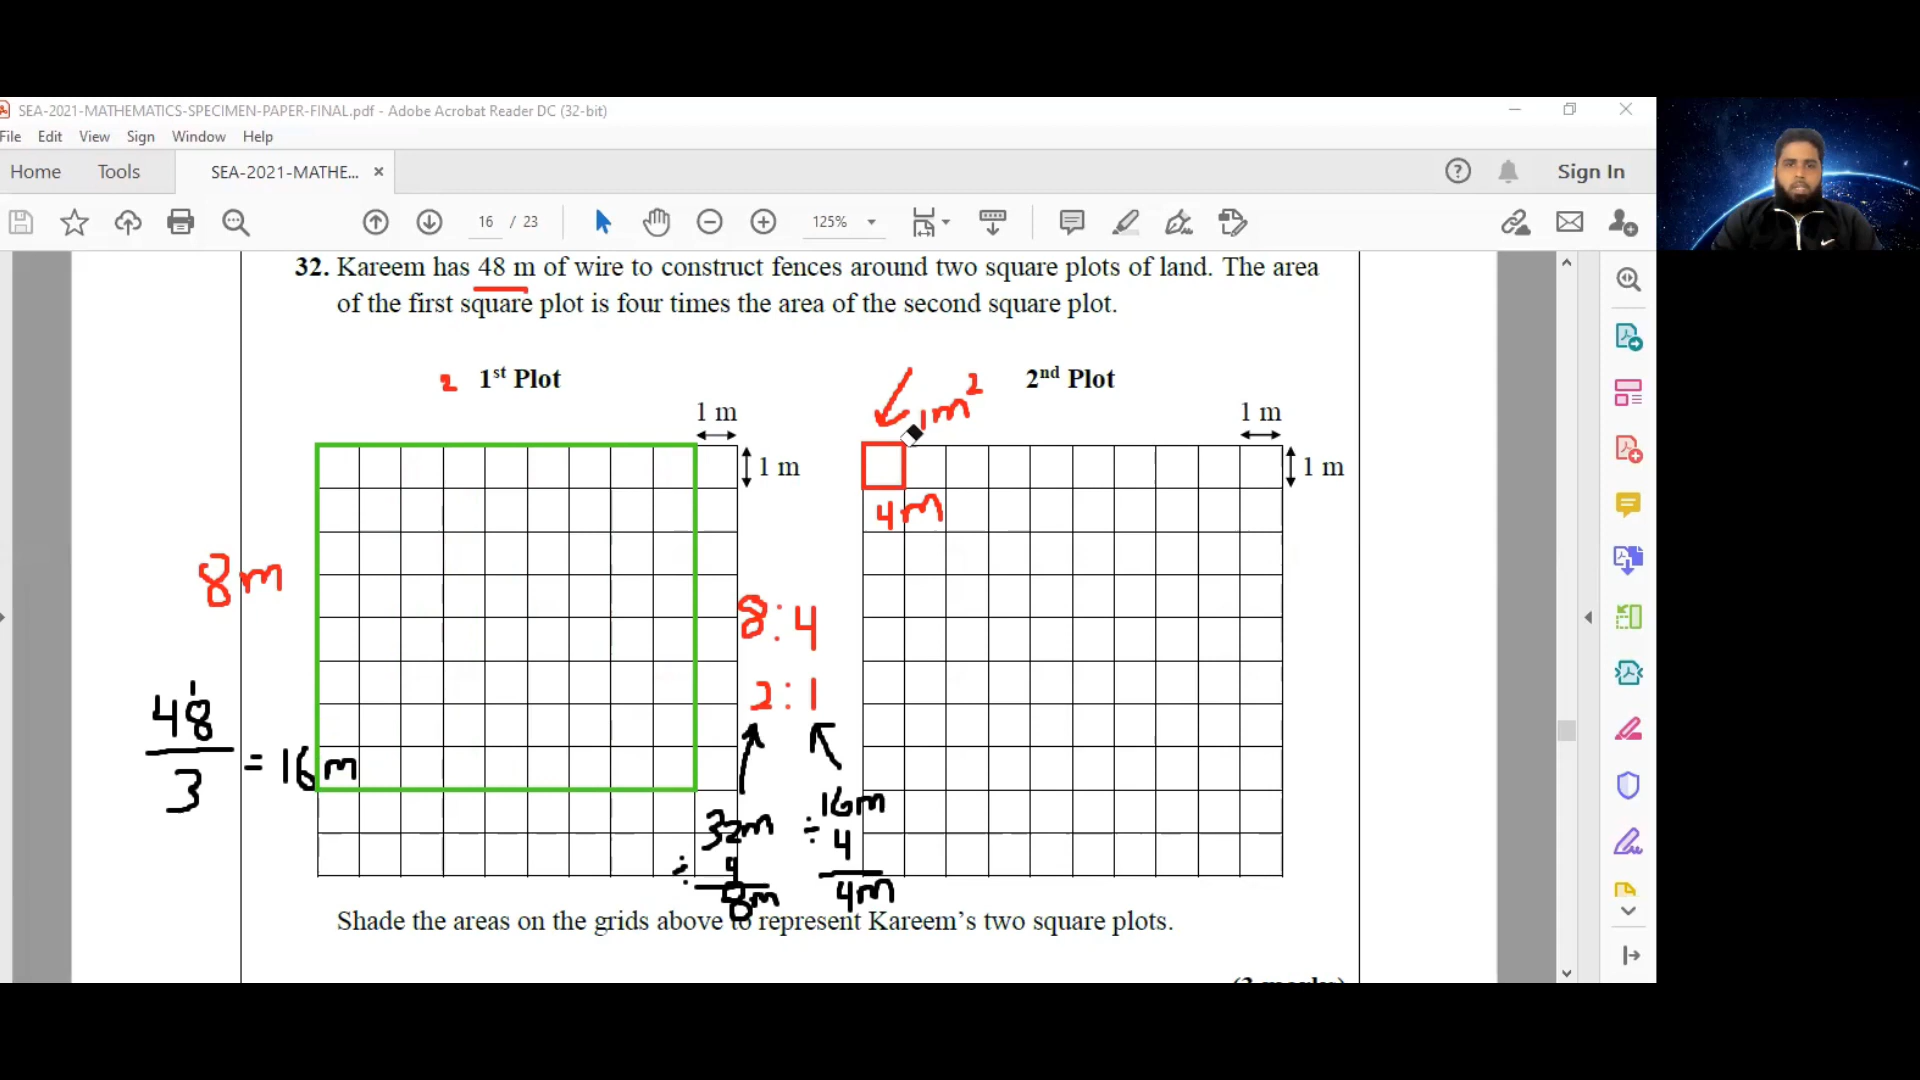 SEA-2021-MATHEMATICS-SPECIMEN-PAPER-FINAL.pdf - Adobe Acrobat Reader DC (32-bit)
File Edit View Sign Window Help
Home Tools SEA-2021-MATHE... × Sign In
16 / 23 125%
32. Kareem has 48 m of wire to construct fences around two square plots of land. The area
of the first square plot is four times the area of the second square plot.
2 1st Plot 1m² 2nd Plot
1 m 1 m
1 m 1 m
4m
8m
8:4
2:1
48
3
= 16m
32m
÷ 4
8m
16m
÷ 4
4m
Shade the areas on the grids above to represent Kareem's two square plots.